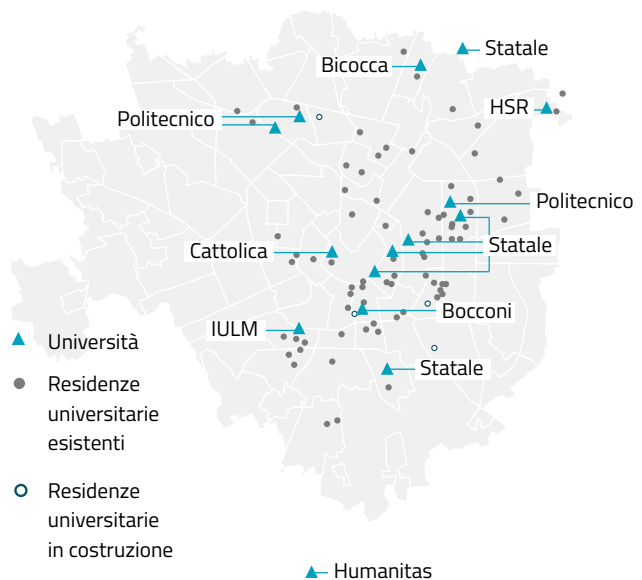 Statale
Bicocca
HSR
Politecnico
Politecnico
Statale
Cattolica
Bocconi
IULM
Statale
Università
Residenze
universitarie
esistenti
Residenze
universitarie
in costruzione
Humanitas